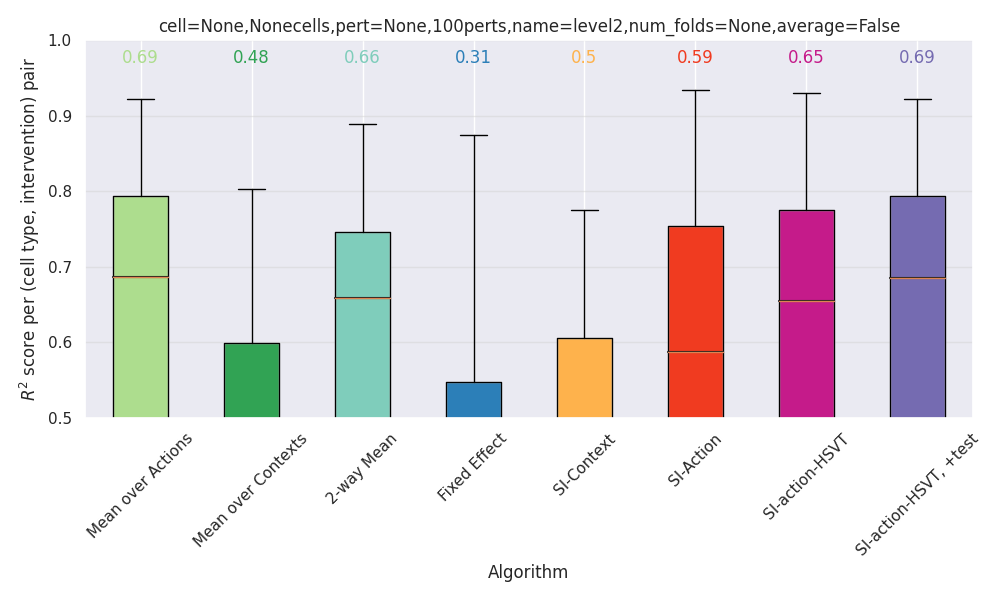 cell=None,Nonecells,pert=None,100perts,name=level2,num_folds=None,average=False
1.0
0.9
0.8
0.7
0.6
0.5
R² score per (cell type, intervention) pair
0.69
0.48
0.66
0.31
0.5
0.59
0.65
0.69
Mean over Actions
Mean over Contexts
2-way Mean
Fixed Effect
SI-Context
SI-Action
SI-action-HSVT
SI-action-HSVT, +test
Algorithm